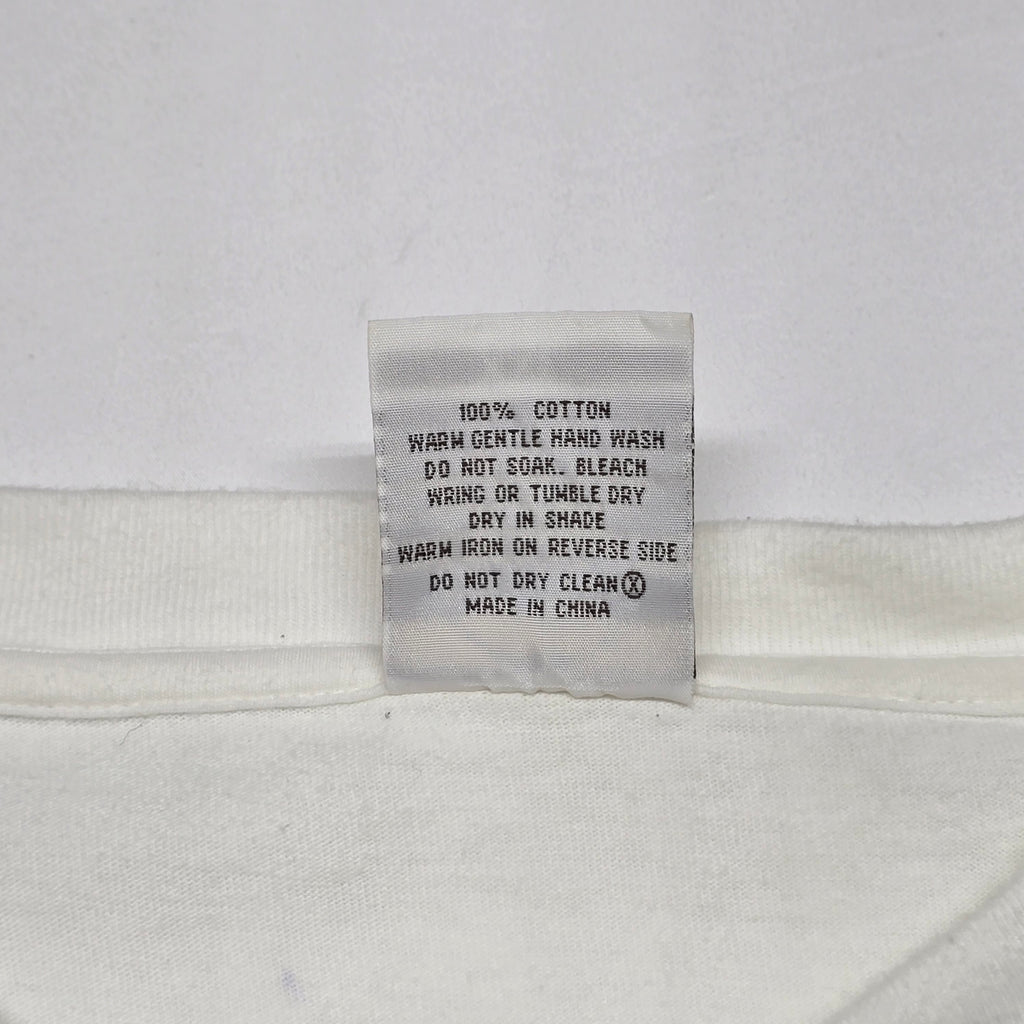 100% COTTON
WARM GENTLE HAND WASH
DO NOT SOAK. BLEACH
WRING OR TUMBLE DRY
DRY IN SHADE
WARM IRON ON REVERSE SIDE
DO NOT DRY CLEAN Ⓧ
MADE IN CHINA